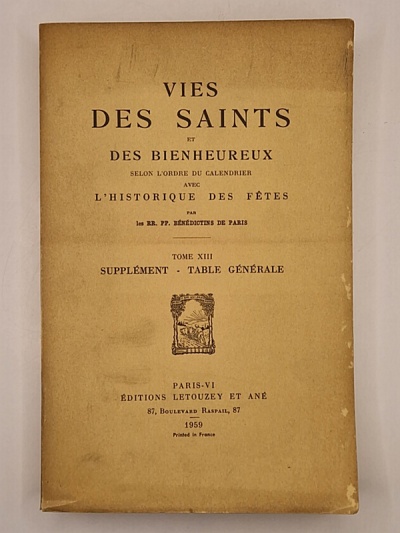 VIES
DES SAINTS
ET
DES BIENHEUREUX
SELON L'ORDRE DU CALENDRIER
AVEC
L'HISTORIQUE DES FÊTES
PAR
les RR. PP. BÉNÉDICTINS DE PARIS
TOME XIII
SUPPLÉMENT - TABLE GÉNÉRALE
PARIS-VI
ÉDITIONS LETOUZEY ET ANÉ
87, BOULEVARD RASPAIL, 87
1959
Printed in France